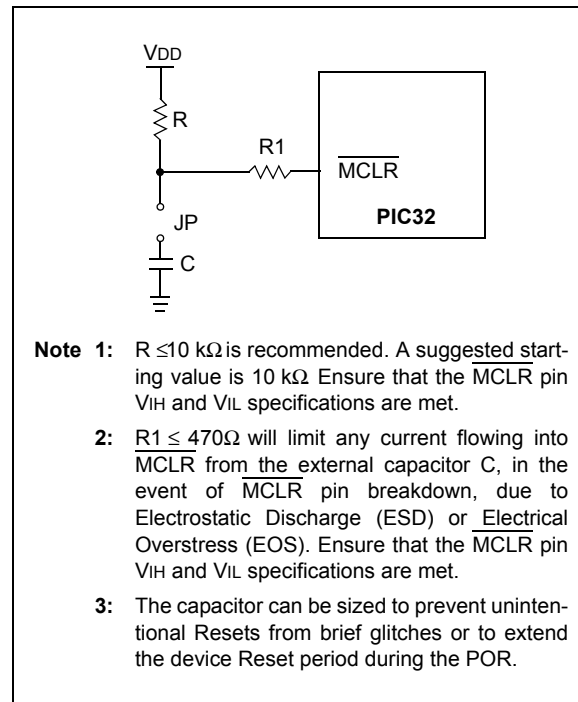 VDD
R
R1
MCLR
JP
PIC32
C
Note 1: R ≤10 kΩ is recommended. A suggested start-
ing value is 10 kΩ. Ensure that the MCLR pin
VIH and VIL specifications are met.
2: R1 ≤ 470Ω will limit any current flowing into
MCLR from the external capacitor C, in the
event of MCLR pin breakdown, due to
Electrostatic Discharge (ESD) or Electrical
Overstress (EOS). Ensure that the MCLR pin
VIH and VIL specifications are met.
3: The capacitor can be sized to prevent uninten-
tional Resets from brief glitches or to extend
the device Reset period during the POR.